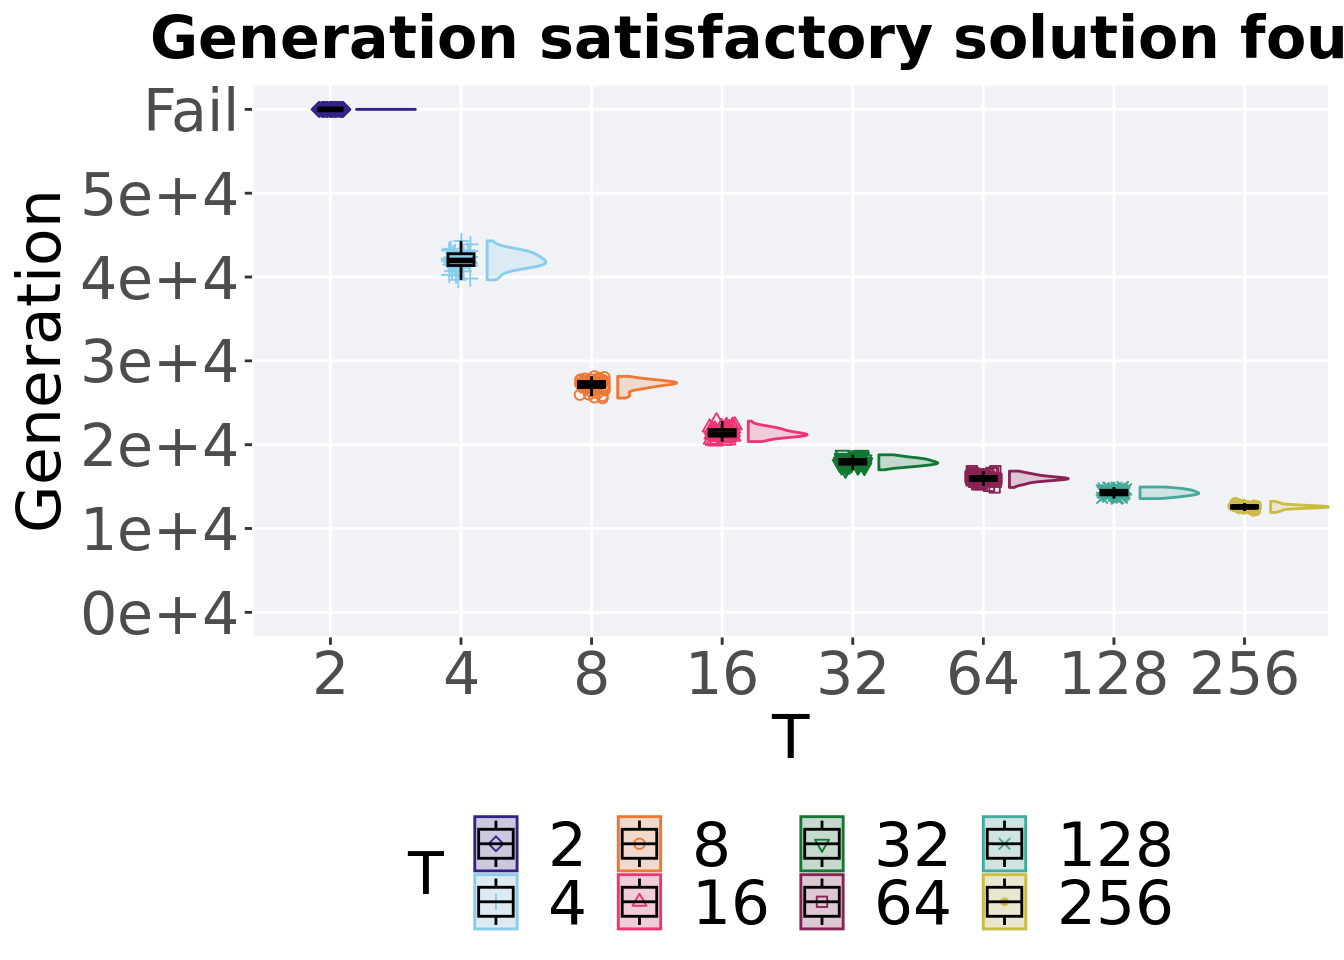 Generation satisfactory solution fou
Fail
5e+4
4e+4
3e+4
2e+4
1e+4
0e+4
Generation
2 4 8 16 32 64 128 256
T
T 2 8 32 128
4 16 64 256